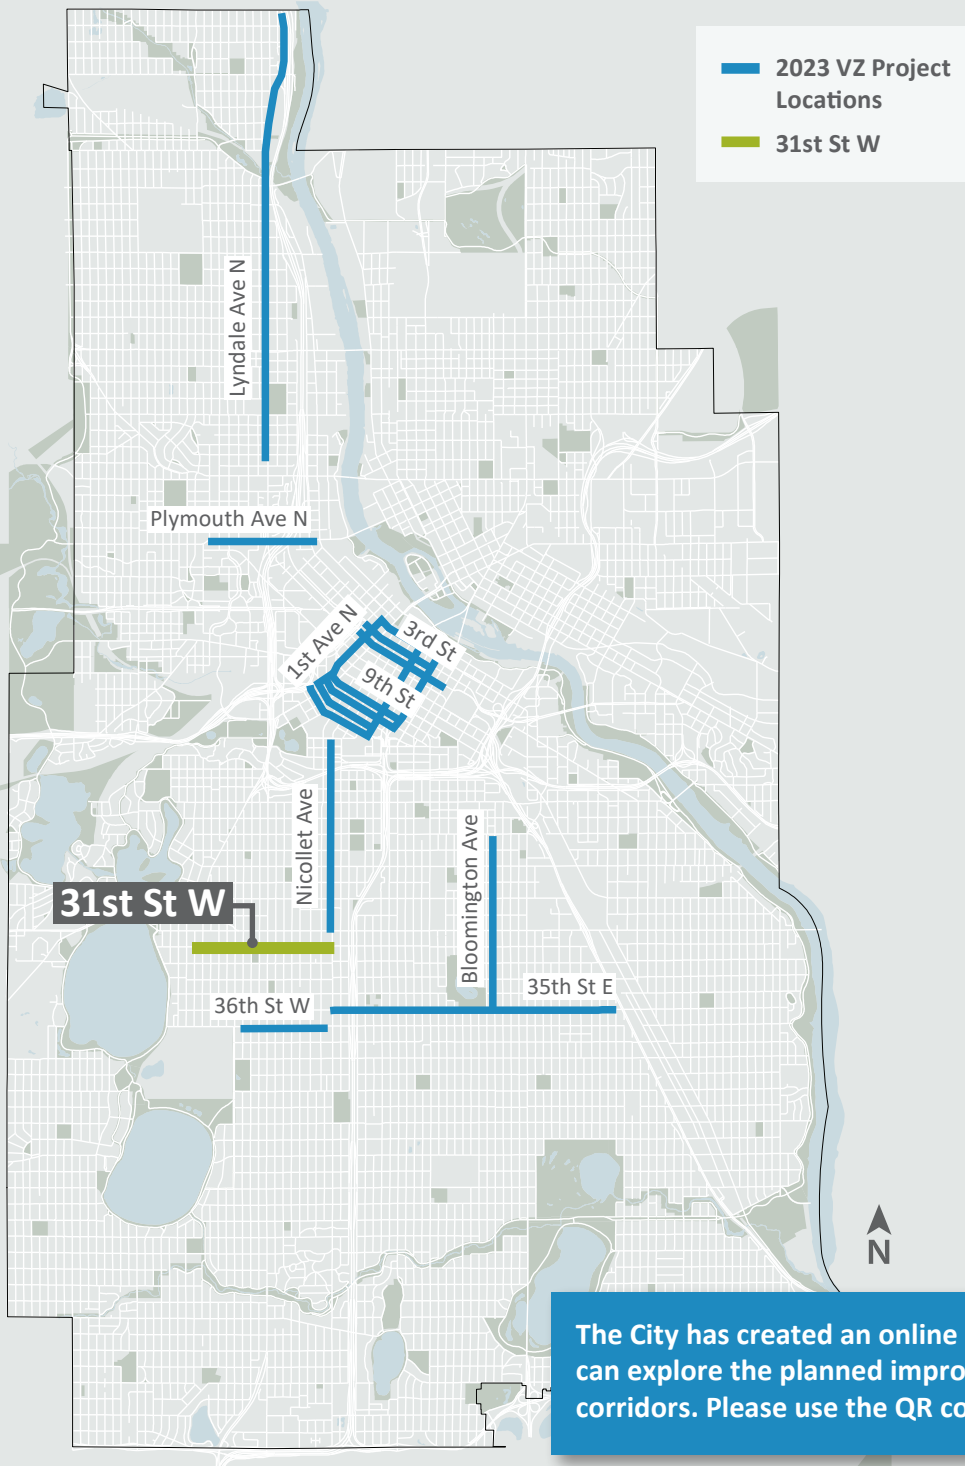 2023 VZ Project
Locations
31st St W
Lyndale Ave N
Plymouth Ave N
1st Ave N
3rd St
9th St
Nicollet Ave
Bloomington Ave
31st St W
35th St E
36th St W
N
The City has created an online
can explore the planned impro
corridors. Please use the QR co